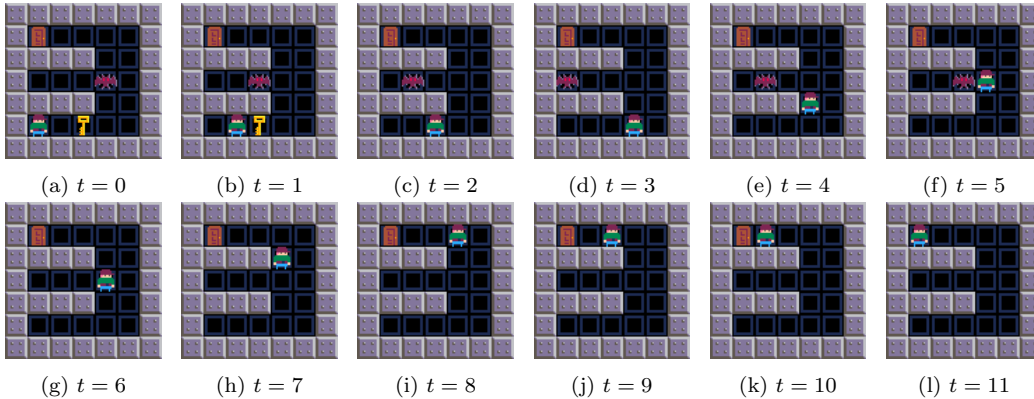 (a) t = 0 (b) t = 1 (c) t = 2 (d) t = 3 (e) t = 4 (f) t = 5
(g) t = 6 (h) t = 7 (i) t = 8 (j) t = 9 (k) t = 10 (l) t = 11